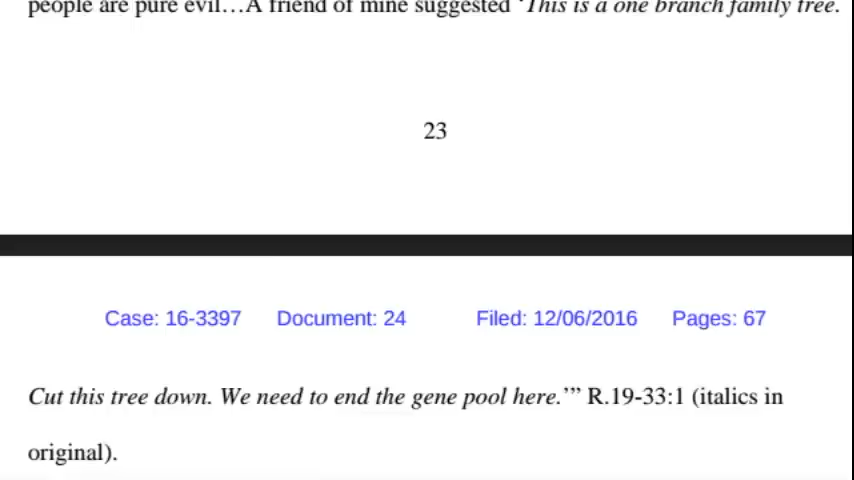 people are pure evil…A friend of mine suggested ‘This is a one branch family tree.
23
Case: 16-3397 Document: 24 Filed: 12/06/2016 Pages: 67
Cut this tree down. We need to end the gene pool here.’” R.19-33:1 (italics in
original).